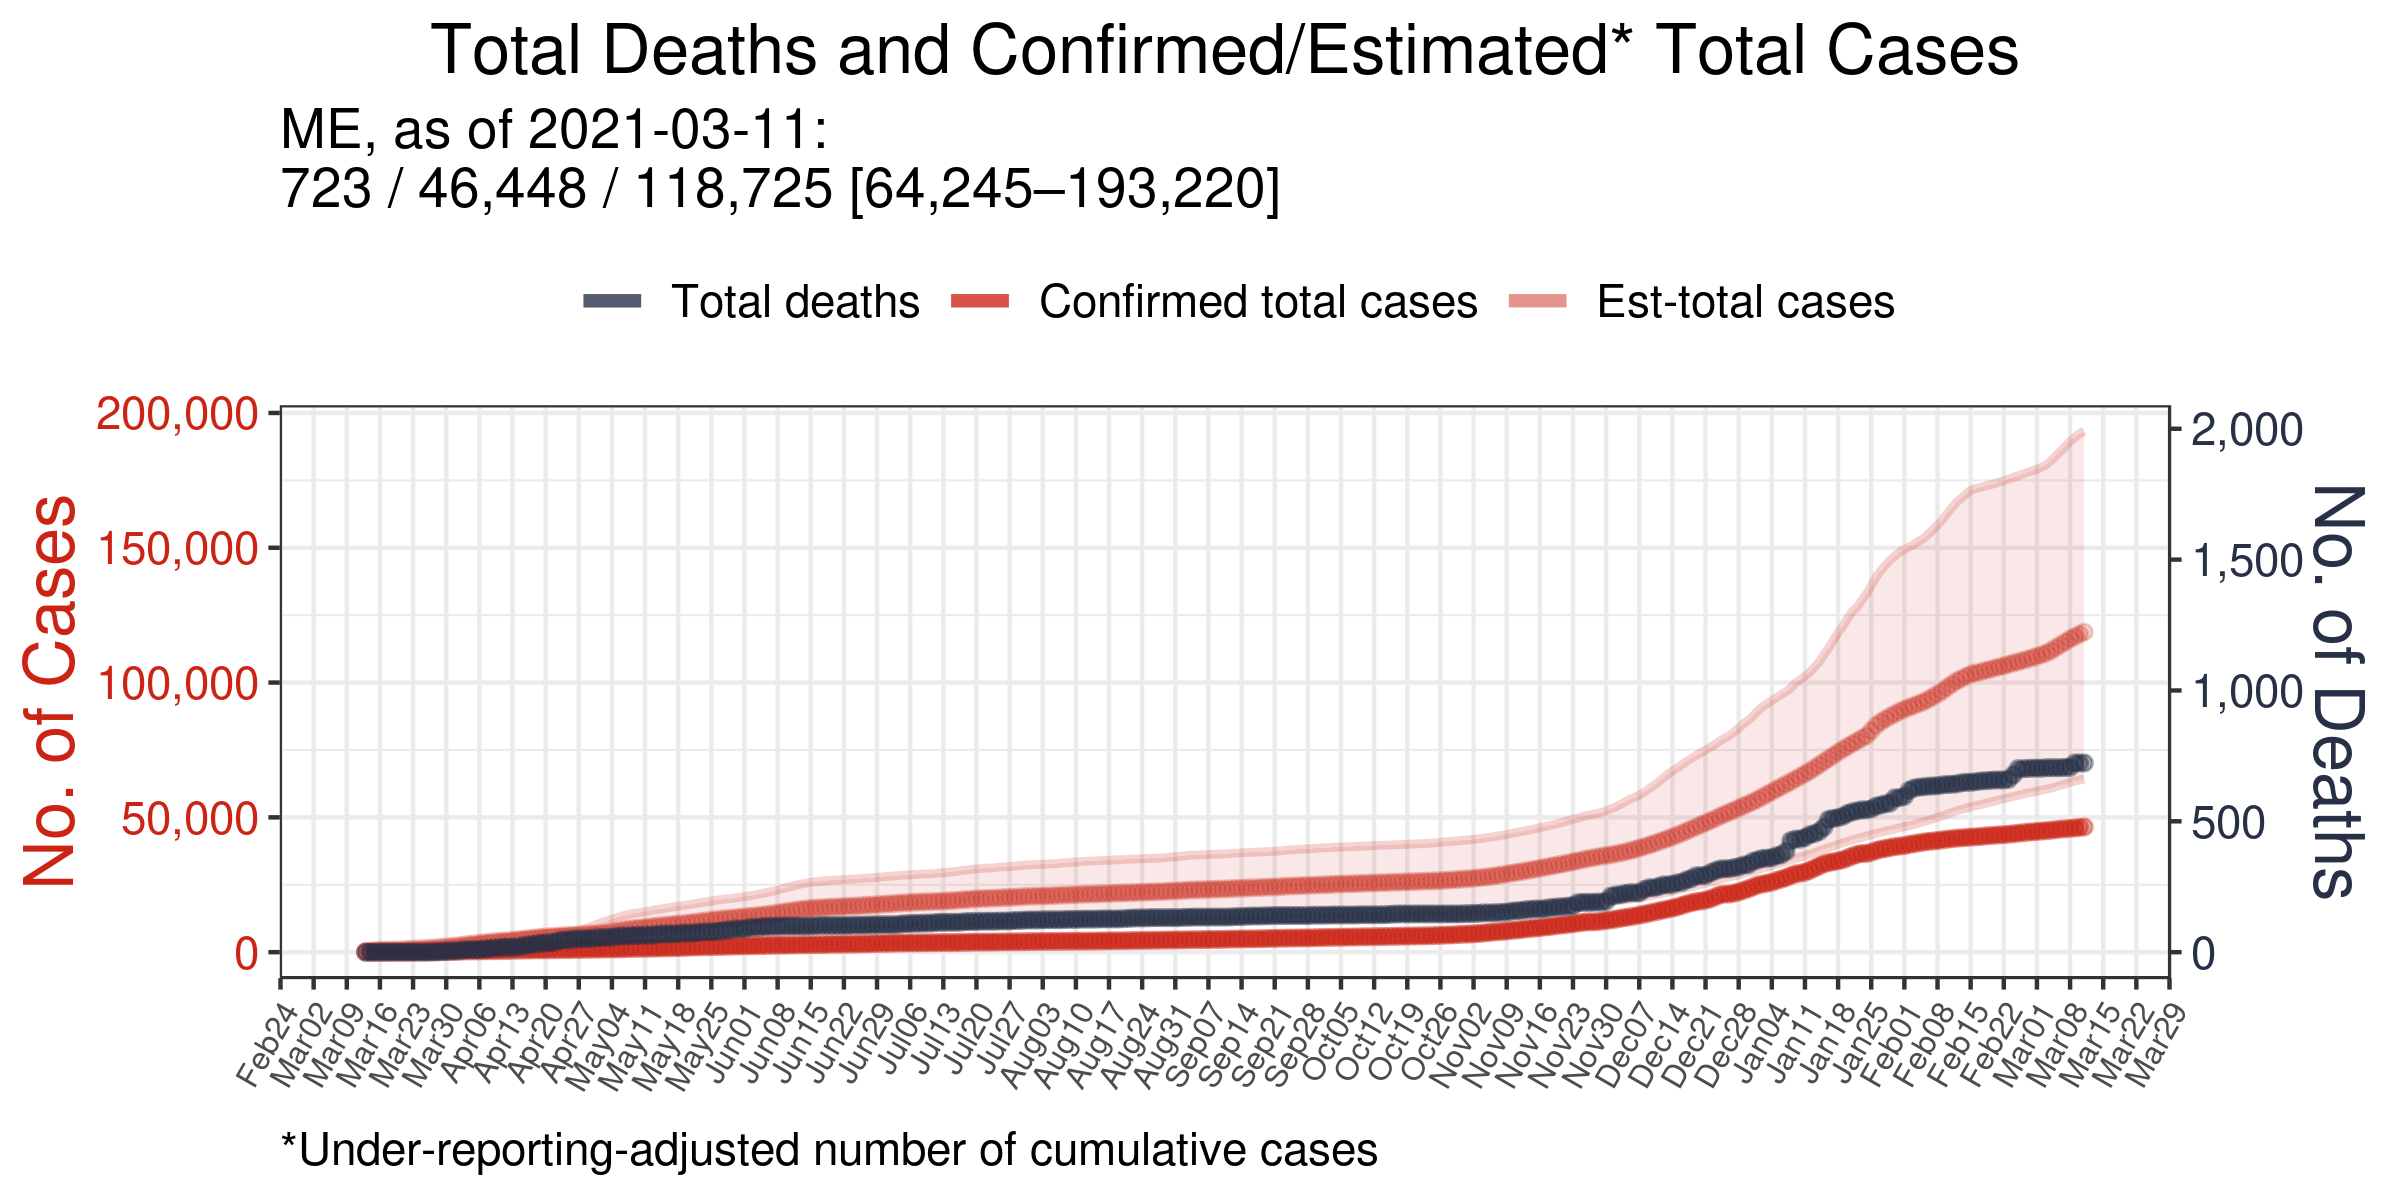 Total Deaths and Confirmed/Estimated* Total Cases
ME, as of 2021-03-11:
723 / 46,448 / 118,725 [64,245–193,220]
Total deaths
Confirmed total cases
Est-total cases
No. of Cases
200,000
150,000
100,000
50,000
0
No. of Deaths
2,000
1,500
1,000
500
0
Feb24
Mar02
Mar09
Mar16
Mar23
Mar30
Apr06
Apr13
Apr20
Apr27
May04
May11
May18
May25
Jun01
Jun08
Jun15
Jun22
Jun29
Jul06
Jul13
Jul20
Jul27
Aug03
Aug10
Aug17
Aug24
Aug31
Sep07
Sep14
Sep21
Sep28
Oct05
Oct12
Oct19
Oct26
Nov02
Nov09
Nov16
Nov23
Nov30
Dec07
Dec14
Dec21
Dec28
Jan04
Jan11
Jan18
Jan25
Feb01
Feb08
Feb15
Feb22
Mar01
Mar08
Mar15
Mar22
Mar29
*Under-reporting-adjusted number of cumulative cases